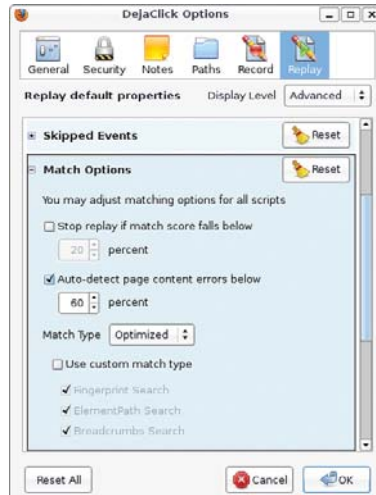 DejaClick Options
General Security Notes Paths Record Replay
Replay default properties Display Level Advanced
Skipped Events Reset
Match Options Reset
You may adjust matching options for all scripts
Stop replay if match score falls below
20 percent
Auto-detect page content errors below
60 percent
Match Type Optimized
Use custom match type
Fingerprint Search
ElementPath Search
Breadcrumbs Search
Reset All Cancel OK